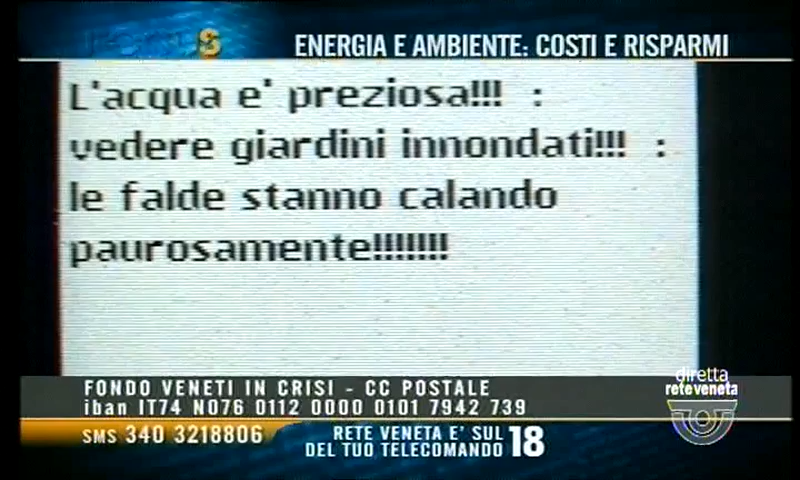 ENERGIA E AMBIENTE: COSTI E RISPARMI
L'acqua e' preziosa!!! :
vedere giardini innondati!!! :
le falde stanno calando
paurosamente!!!!!!!
FONDO VENETI IN CRISI - CC POSTALE
iban IT74 N076 0112 0000 0101 7942 739
diretta
reteveneta
SMS 340 3218806
RETE VENETA E' SUL
DEL TUO TELECOMANDO 18